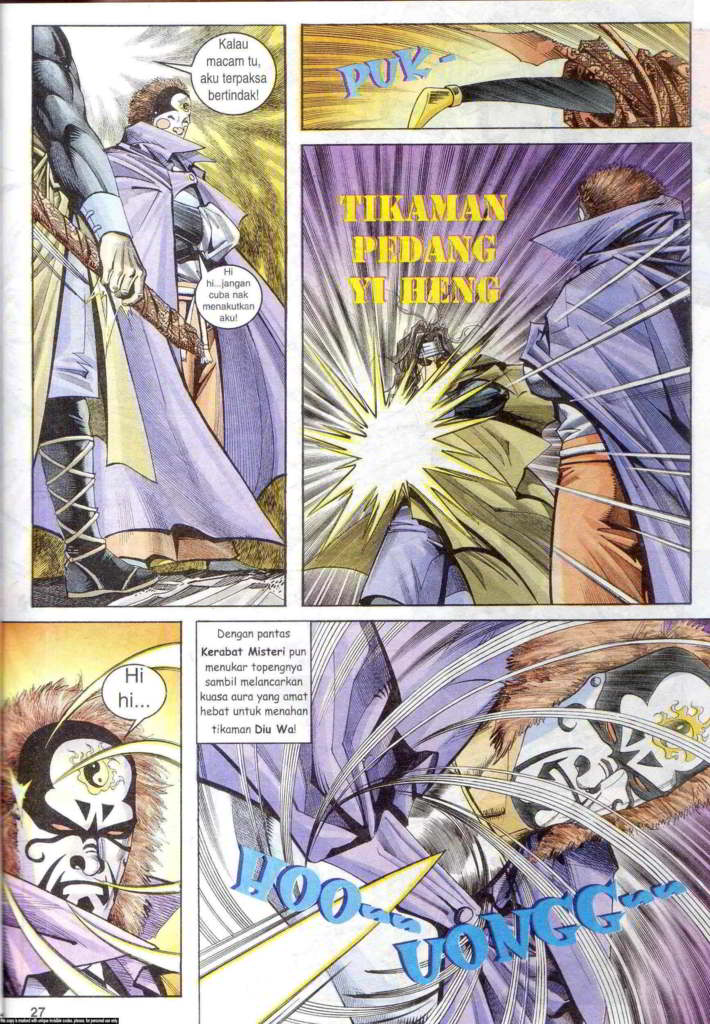 Kalau
macam tu,
aku terpaksa
bertindak!
Hi
hi...jangan
cuba nak
menakutkan
aku!
PUK-
TIKAMAN
PEDANG
YI HENG
Hi
hi...
Dengan pantas
Kerabat Misteri pun
menukar topengnya
sambil melancarkan
kuasa aura yang amat
hebat untuk menahan
tikaman Diu Wa!
HOO~~
UONGG~~
27